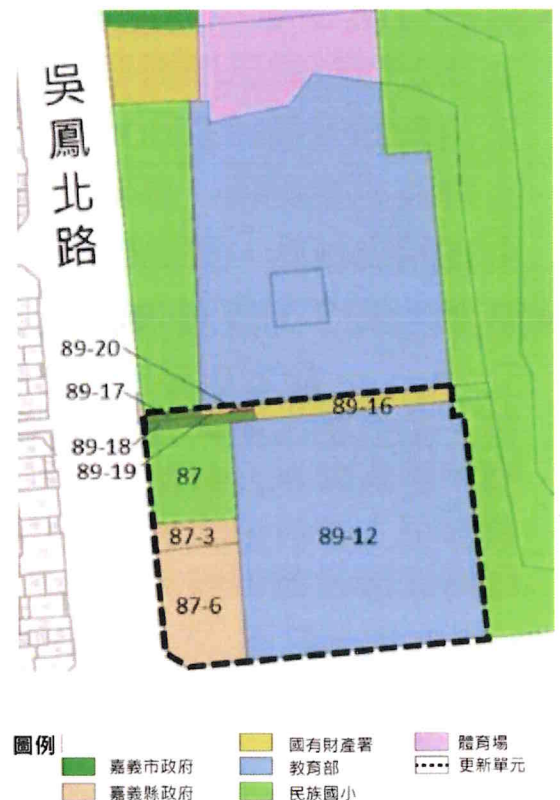 吳鳳北路
89-20
89-17
89-16
89-18
89-19
87
87-3
89-12
87-6
圖例
嘉義市政府
國有財產署
體育場
教育部
更新單元
嘉義縣政府
民族國小